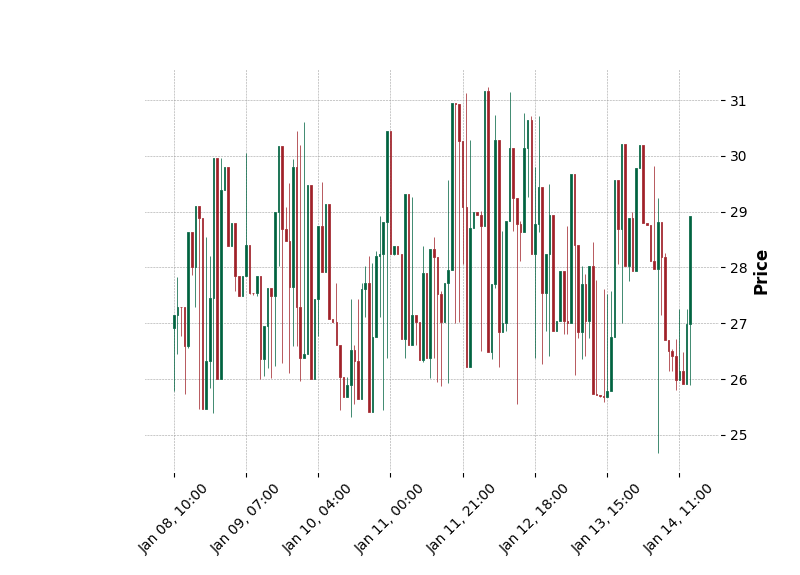 31
30
29
28
27
26
25
Price
Jan 08, 10:00
Jan 09, 07:00
Jan 10, 04:00
Jan 11, 00:00
Jan 11, 21:00
Jan 12, 18:00
Jan 13, 15:00
Jan 14, 11:00